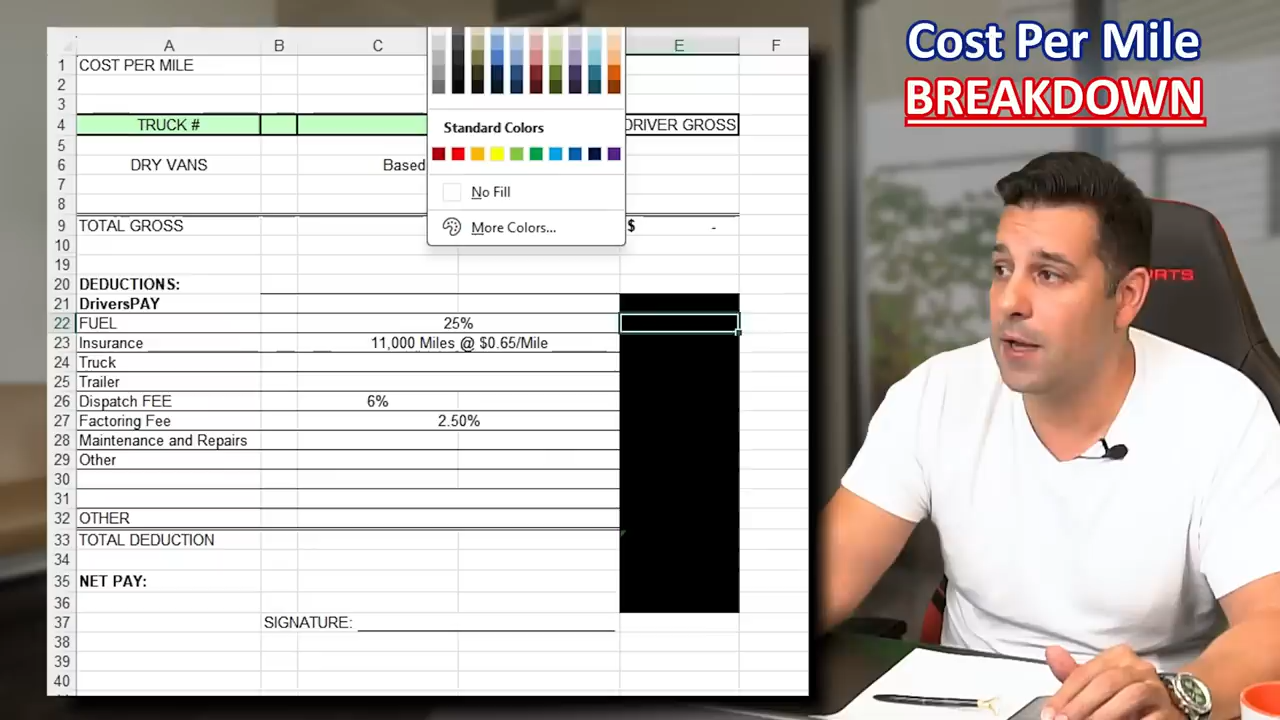 Cost Per Mile
BREAKDOWN
A B C E F
1 COST PER MILE
2
3
4 TRUCK # DRIVER GROSS
Standard Colors
5
6 DRY VANS Based
7
No Fill
8
More Colors...
9 TOTAL GROSS $ -
10
19
20 DEDUCTIONS:
21 DriversPAY
22 FUEL 25%
23 Insurance 11,000 Miles @ $0.65/Mile
24 Truck
25 Trailer
26 Dispatch FEE 6%
27 Factoring Fee 2.50%
28 Maintenance and Repairs
29 Other
30
31
32 OTHER
33 TOTAL DEDUCTION
34
35 NET PAY:
36
37 SIGNATURE:
38
39
40